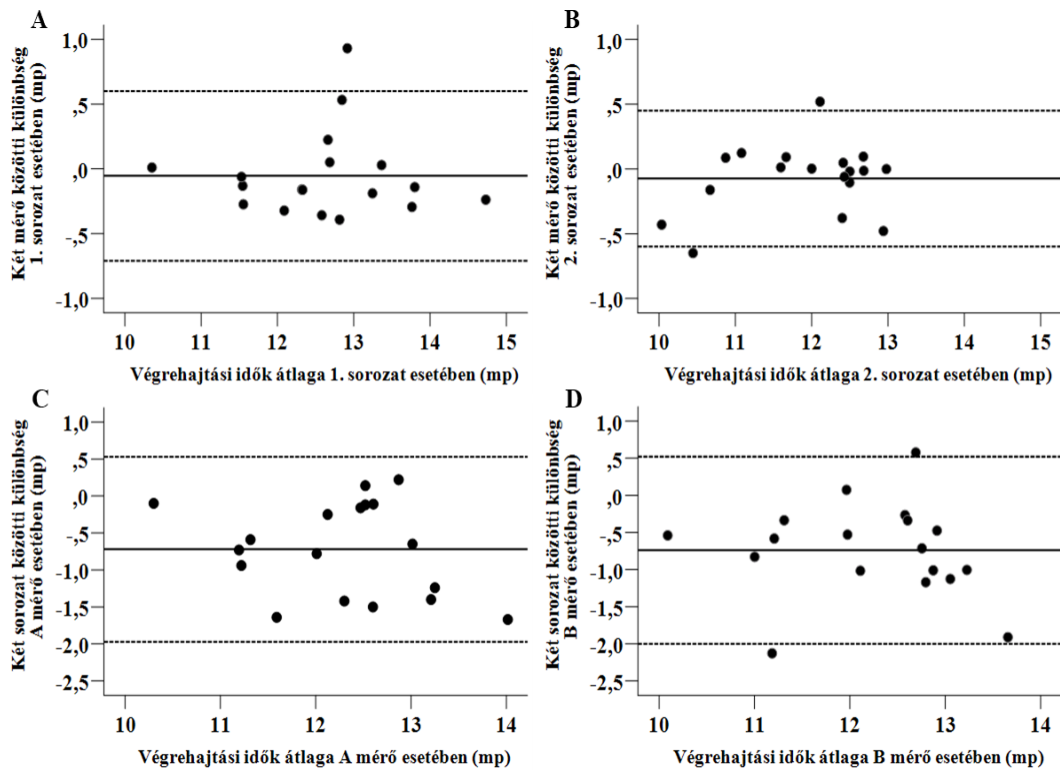 A
Két mérő közötti különbség
1. sorozat esetében (mp)
1,0
,5
,0
-,5
-1,0
10 11 12 13 14 15
Végrehajtási idők átlaga 1. sorozat esetében (mp)
B
Két mérő közötti különbség
2. sorozat esetében (mp)
1,0
,5
,0
-,5
-1,0
10 11 12 13 14 15
Végrehajtási idők átlaga 2. sorozat esetében (mp)
C
Két sorozat közötti különbség
A mérő esetében (mp)
1,0
,5
,0
-,5
-1,0
-1,5
-2,0
-2,5
10 11 12 13 14
Végrehajtási idők átlaga A mérő esetében (mp)
D
Két sorozat közötti különbség
B mérő esetében (mp)
1,0
,5
,0
-,5
-1,0
-1,5
-2,0
-2,5
10 11 12 13 14
Végrehajtási idők átlaga B mérő esetében (mp)